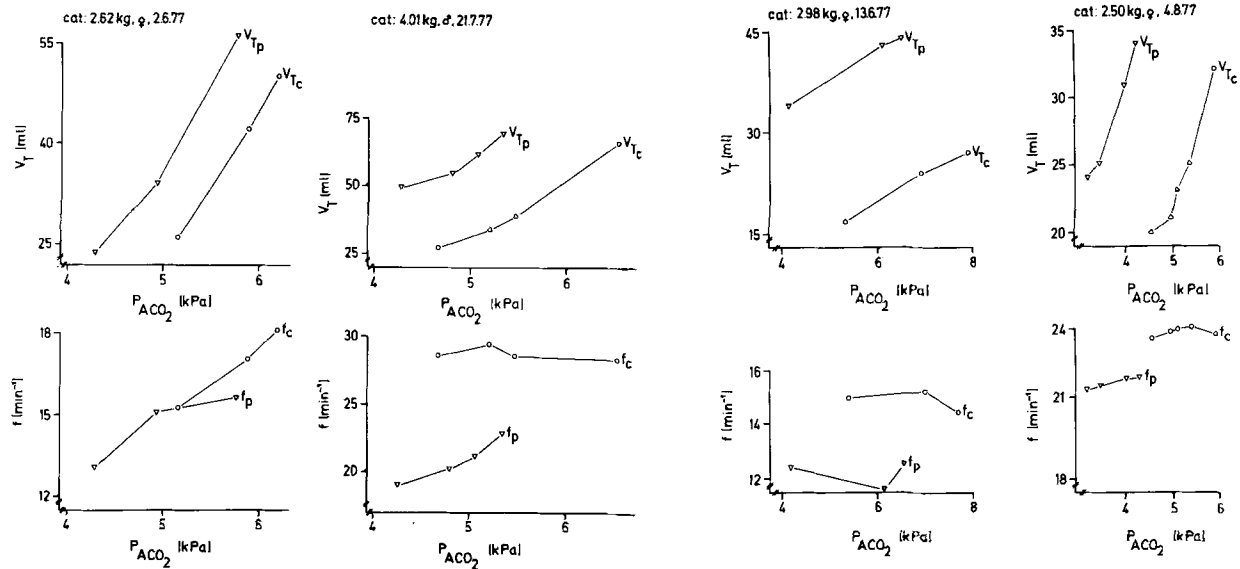 cat: 2.62 kg, ♀, 2.6.77
55
40
25
V_T [ml]
V_Tp
V_Tc
4 5 6
P_ACO2 [kPa]
cat: 4.01 kg, ♂, 21.7.77
75
50
25
V_T [ml]
V_Tp
V_Tc
4 5 6
P_ACO2 [kPa]
cat: 2.98 kg, ♀, 13.6.77
45
30
15
V_T [ml]
V_Tp
V_Tc
4 6 8
P_ACO2 [kPa]
cat: 2.50 kg, ♀, 4.8.77
35
30
25
20
V_T [ml]
V_Tp
V_Tc
4 5 6
P_ACO2 [kPa]
18
15
12
f [min⁻¹]
f_c
f_p
4 5 6
P_ACO2 [kPa]
30
25
20
f [min⁻¹]
f_c
f_p
4 5 6
P_ACO2 [kPa]
16
14
12
f [min⁻¹]
f_c
f_p
4 6 8
P_ACO2 [kPa]
24
21
18
f [min⁻¹]
f_c
f_p
4 5 6
P_ACO2 [kPa]